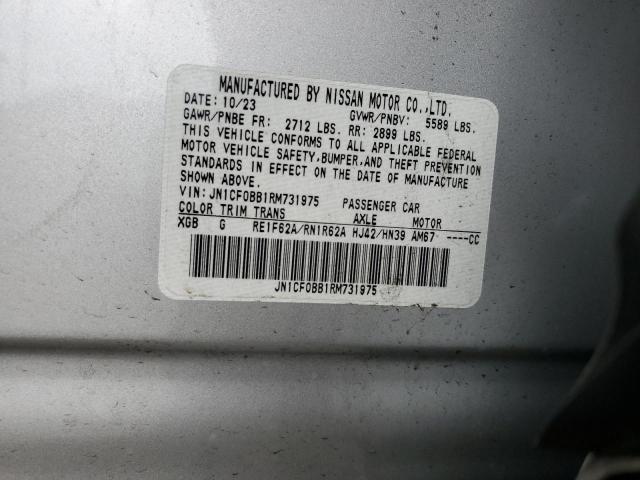 MANUFACTURED BY NISSAN MOTOR CO.,LTD.
DATE: 10/23 GVWR/PNBV: 5589 LBS.
GAWR/PNBE FR: 2712 LBS. RR: 2899 LBS.
THIS VEHICLE CONFORMS TO ALL APPLICABLE FEDERAL
MOTOR VEHICLE SAFETY,BUMPER,AND THEFT PREVENTION
STANDARDS IN EFFECT ON THE DATE OF MANUFACTURE
SHOWN ABOVE.
VIN: JN1CF0BB1RM731975 PASSENGER CAR
COLOR TRIM TRANS AXLE MOTOR
XGB G RE1F62A/RN1R62A HJ42/HN39 AM67 ----CC
JN1CF0BB1RM731975